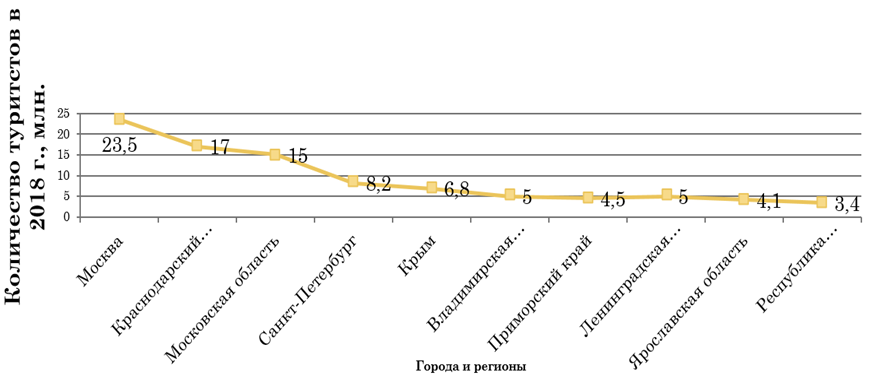 Количество туритстов в
2018 г., млн.
25
20
15
10
5
0
23,5
17
15
8,2
6,8
5
4,5
5
4,1
3,4
Москва
Краснодарский...
Московская область
Санкт-Петербург
Крым
Владимирская...
Приморский край
Ленинградская...
Ярославская область
Республика...
Города и регионы